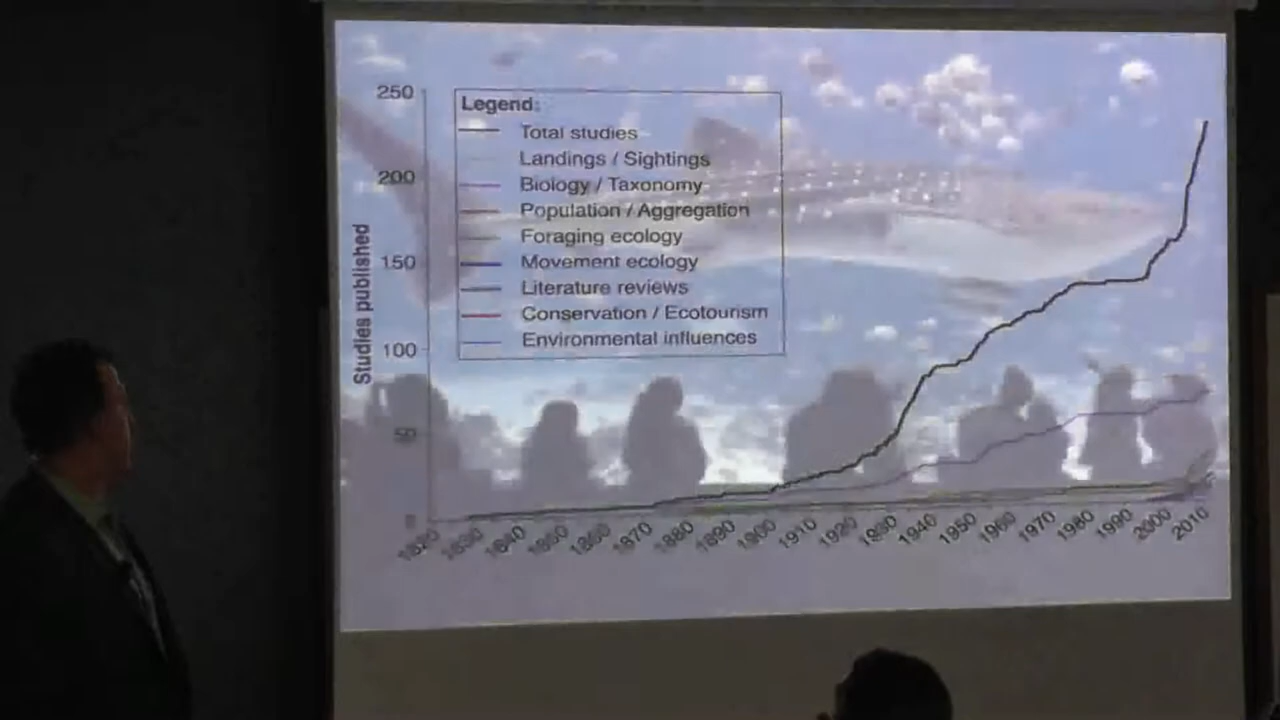 250
200
150
100
50
0
Studies published
Legend:
Total studies
Landings / Sightings
Biology / Taxonomy
Population / Aggregation
Foraging ecology
Movement ecology
Literature reviews
Conservation / Ecotourism
Environmental influences
1820 1830 1840 1850 1860 1870 1880 1890 1900 1910 1920 1930 1940 1950 1960 1970 1980 1990 2000 2010